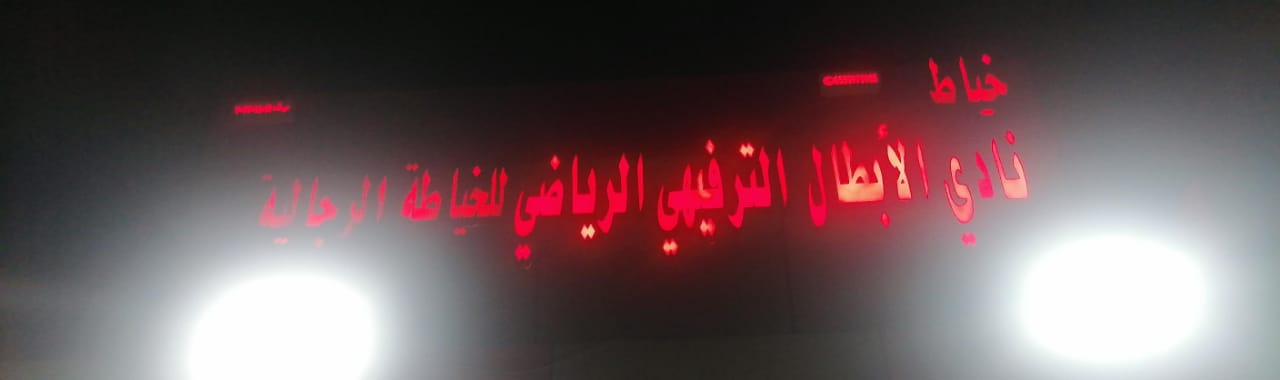 خياط
نادي الأبطال الترفيهي الرياضي للخياطة الرجالية